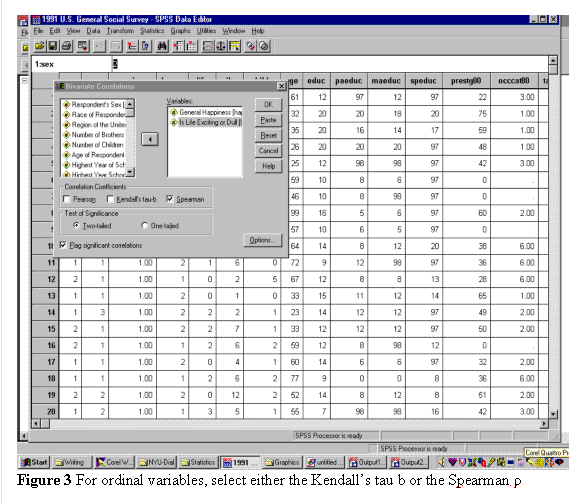 1991 U.S. General Social Survey - SPSS Data Editor
File Edit View Data Transform Statistics Graphs Utilities Window Help
1:sex 2
ge educ paeduc maeduc speduc prestg80 occcat80 ta
Bivariate Correlations
Respondent's Sex [
Race of Responden
Region of the United
Number of Brothers
Number of Children
Age of Respondent
Highest Year of Sch
Highest Year School
Variables:
General Happiness [hap
Is Life Exciting or Dull [l
OK
Paste
Reset
Cancel
Help
Correlation Coefficients
Pearson Kendall's tau-b Spearman
Test of Significance
Two-tailed One-tailed
Flag significant correlations
Options...
61 12 97 12 97 22 3.00
32 20 20 18 20 75 1.00
35 20 16 14 17 59 1.00
26 20 20 20 97 48 1.00
25 12 98 98 97 42 3.00
59 10 8 6 97 0 .
46 10 8 98 97 0 .
99 16 5 6 97 60 2.00
57 10 6 5 97 0 .
64 14 8 12 20 38 6.00
11 1 1 1.00 2 1 6 0 72 9 12 98 97 36 6.00
12 2 1 1.00 1 0 2 5 67 12 8 8 13 28 6.00
13 1 1 1.00 2 0 1 0 33 15 11 12 14 65 1.00
14 1 3 1.00 2 2 2 1 23 14 12 12 97 49 2.00
15 2 1 1.00 2 2 7 1 33 12 12 12 97 50 2.00
16 2 1 1.00 1 2 6 2 59 12 8 98 12 0 .
17 1 1 1.00 2 0 4 1 60 14 6 6 97 32 2.00
18 1 1 1.00 1 2 6 2 77 9 0 0 8 36 6.00
19 2 2 1.00 2 0 12 2 52 14 8 12 8 51 2.00
20 1 2 1.00 1 3 5 1 55 7 98 98 16 42 3.00
SPSS Processor is ready
SPSS Processor is ready
Corel Quattro P
Start Writing Corel W... NYU-Dial Statistics 1991 ... Graphics untitled ... Output1... Output2...
Figure 3 For ordinal variables, select either the Kendall's tau b or the Spearman ρ